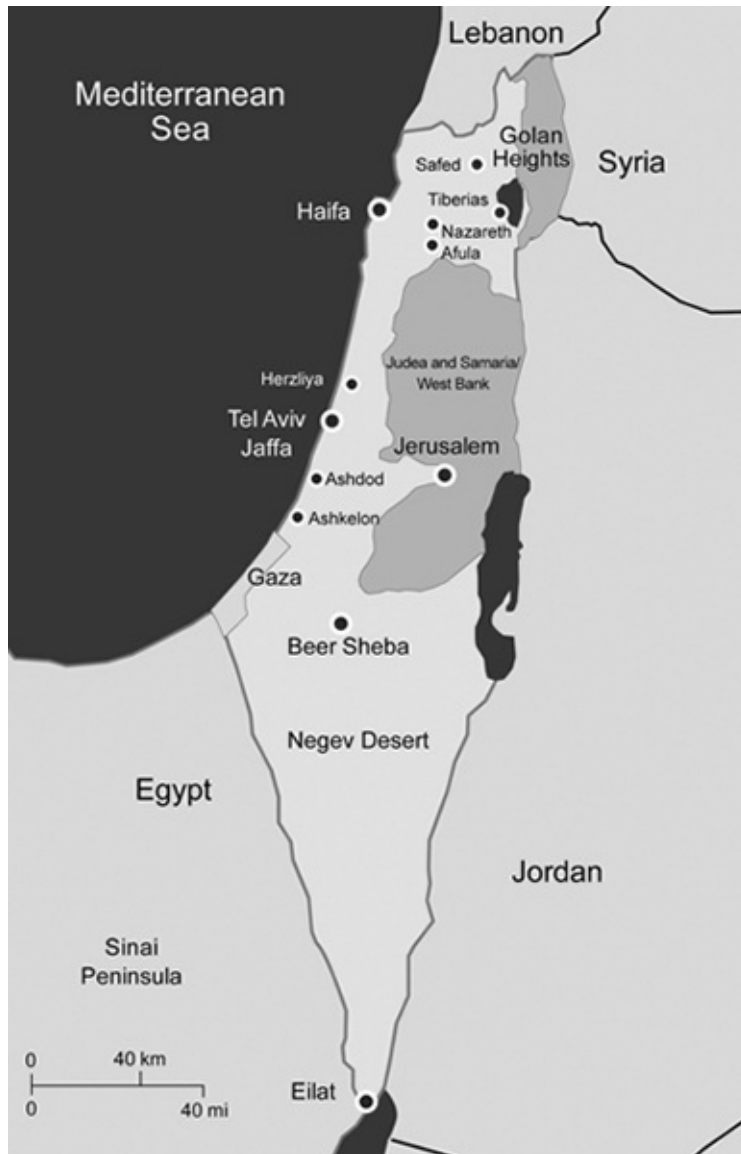 Lebanon
Mediterranean
Sea
Golan
Heights
Syria
Safed
Tiberias
Haifa
Nazareth
Afula
Judea and Samaria/
West Bank
Herzliya
Tel Aviv
Jaffa
Jerusalem
Ashdod
Ashkelon
Gaza
Beer Sheba
Negev Desert
Egypt
Jordan
Sinai
Peninsula
0
40 km
0
40 mi
Eilat